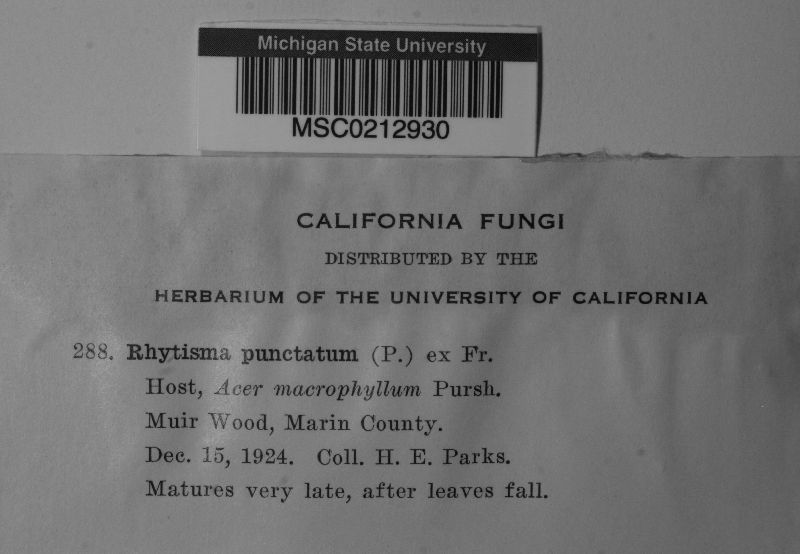 Michigan State University
MSC0212930
CALIFORNIA FUNGI
DISTRIBUTED BY THE
HERBARIUM OF THE UNIVERSITY OF CALIFORNIA
288. Rhytisma punctatum (P.) ex Fr.
Host, Acer macrophyllum Pursh.
Muir Wood, Marin County.
Dec. 15, 1924. Coll. H. E. Parks.
Matures very late, after leaves fall.